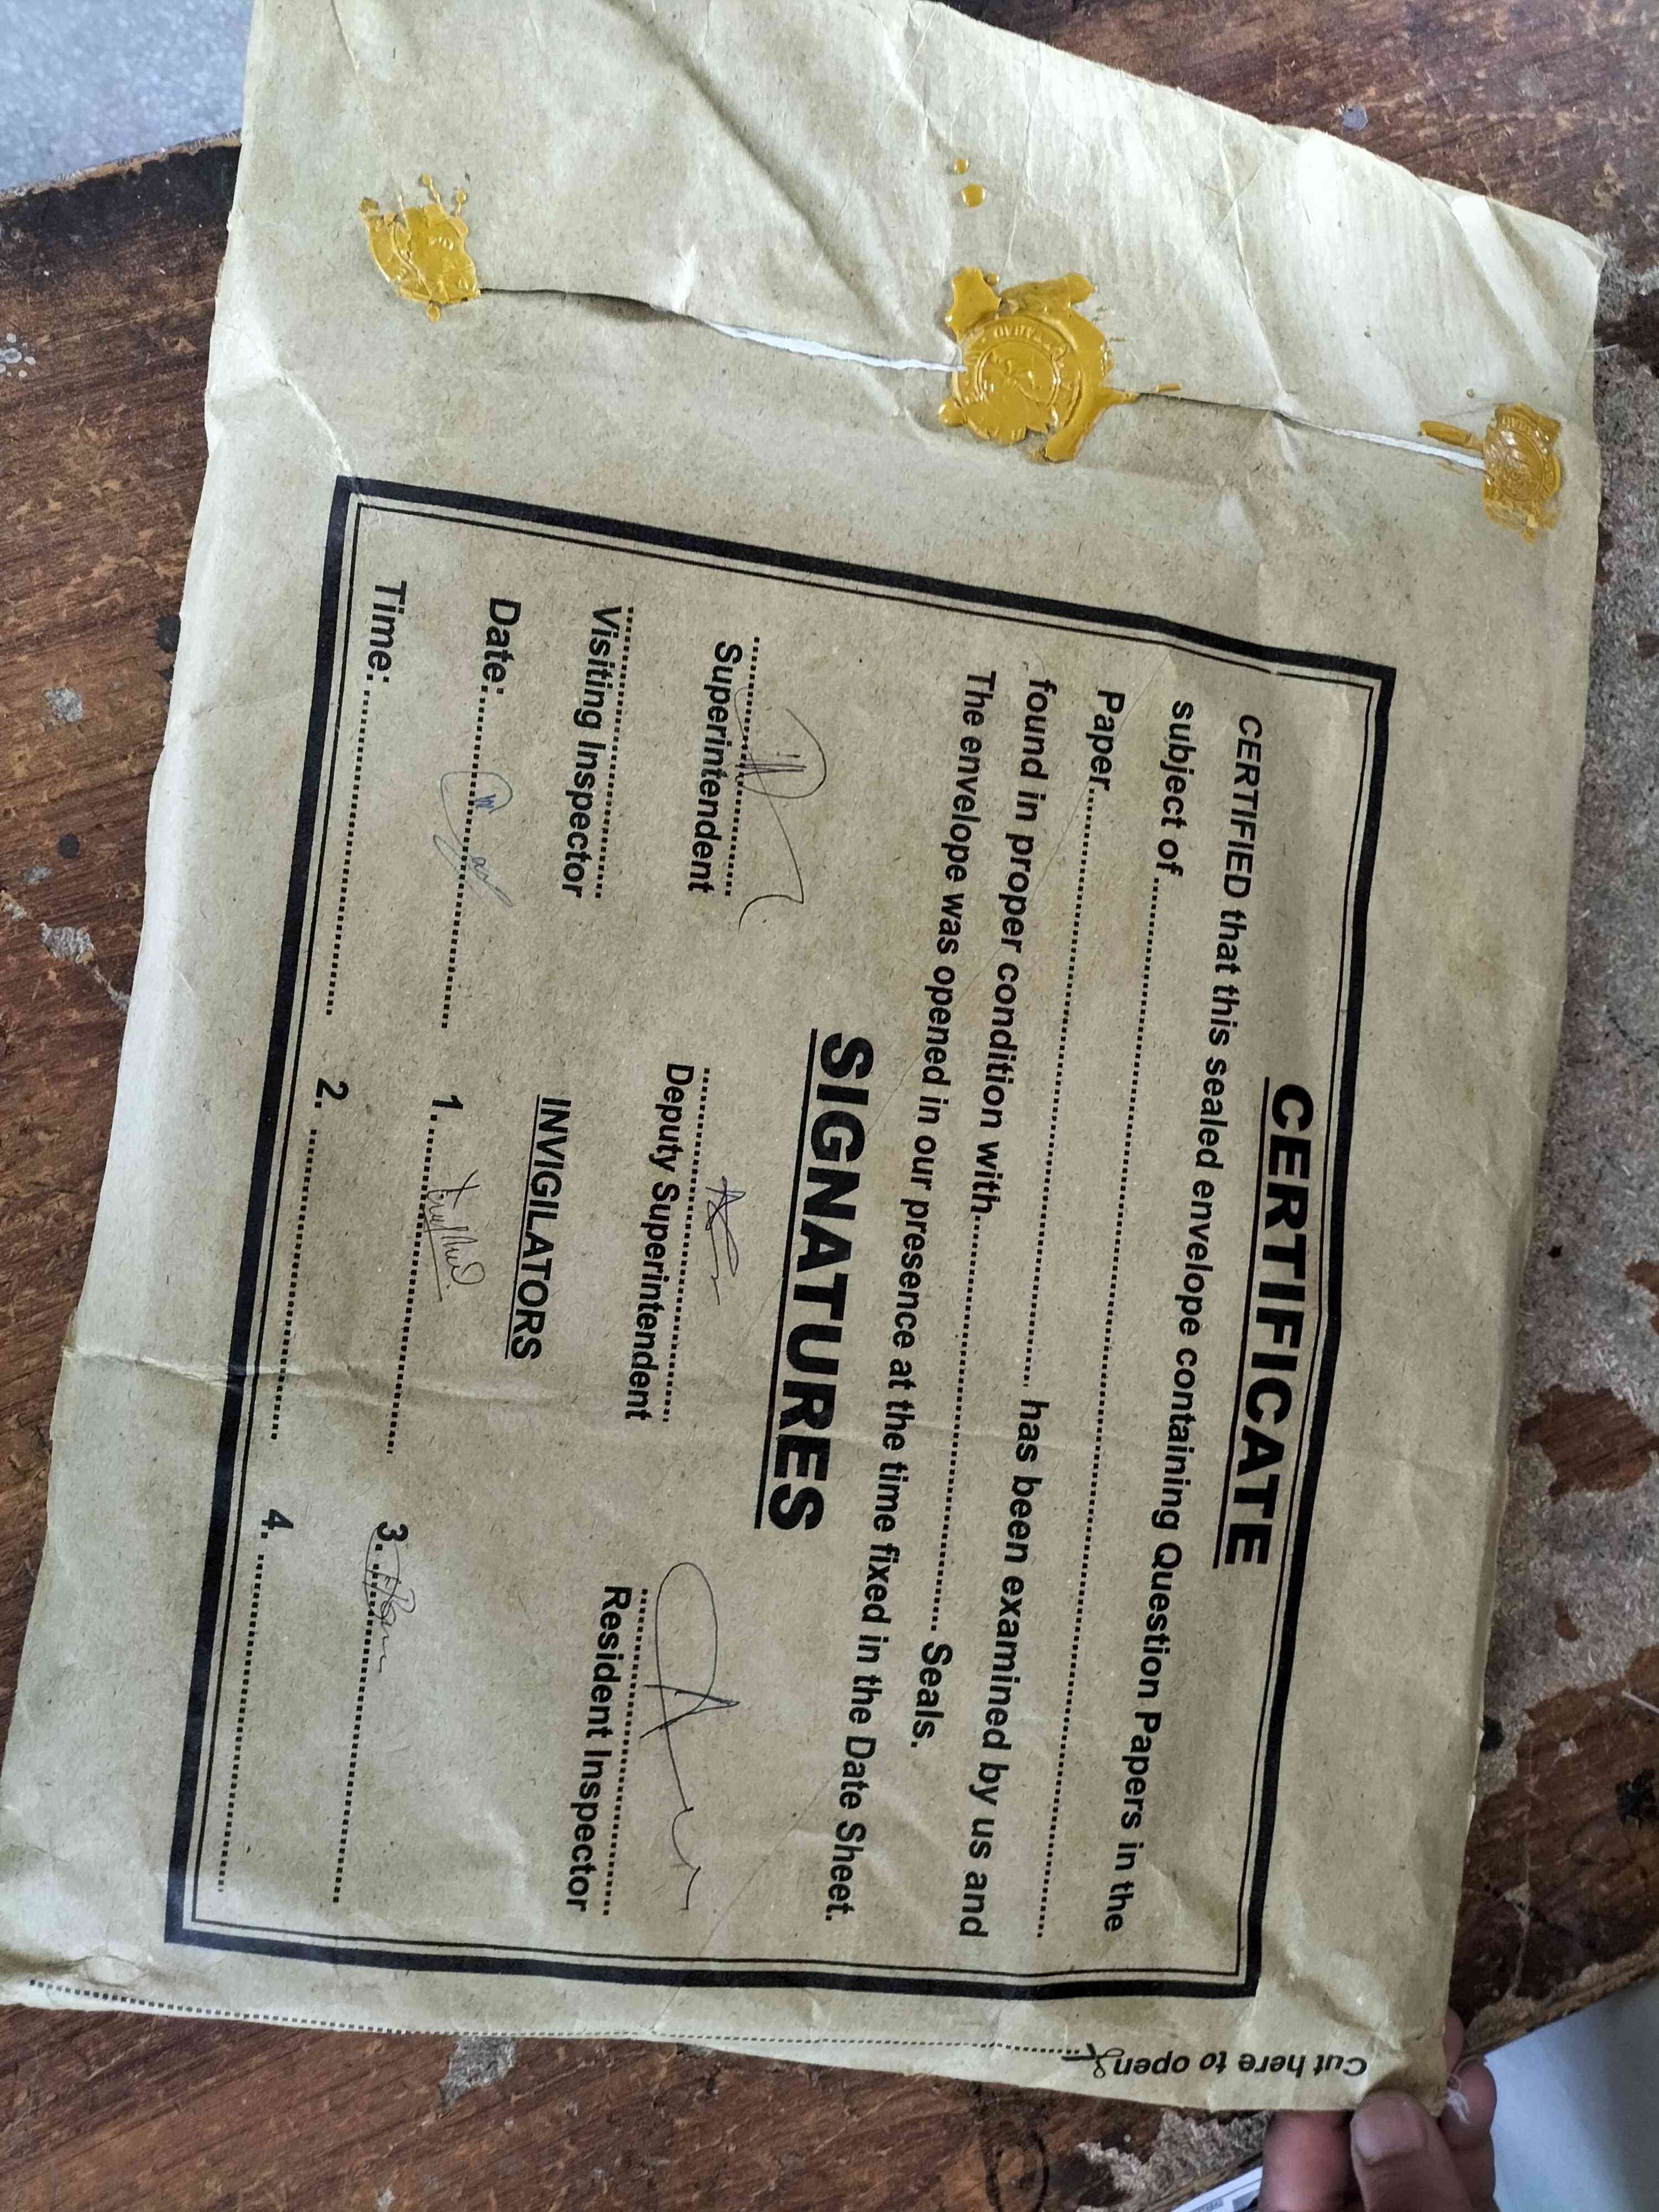 CERTIFICATE
CERTIFIED that this sealed envelope containing Question Papers in the
subject of ........................................................................................
Paper.................................................... has been examined by us and
found in proper condition with.................................... Seals.
The envelope was opened in our presence at the time fixed in the Date Sheet.
SIGNATURES
Superintendent
Deputy Superintendent
Resident Inspector
Visiting Inspector
INVIGILATORS
Date:..............................
1. ..............................
3. ..............................
Time: ..............................
2. ..............................
4. ..............................
Cut here to open